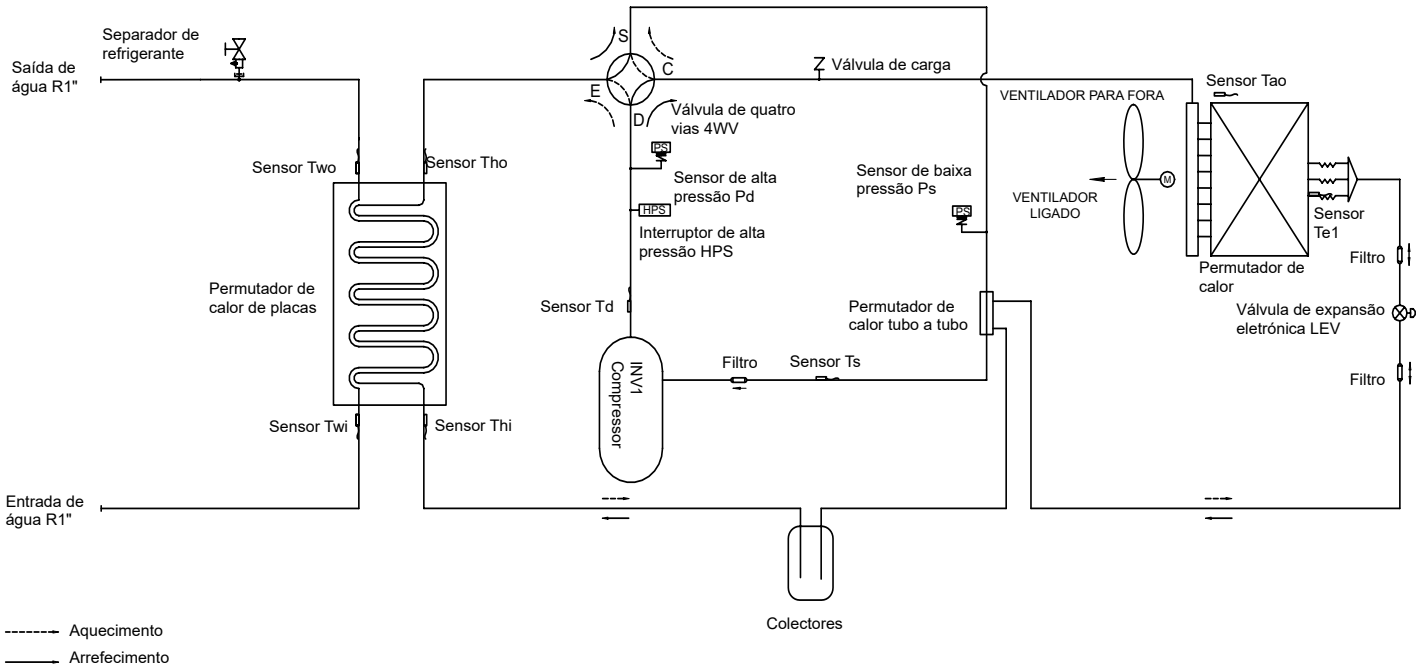 Separador de
refrigerante
Saída de
água R1"
S
C
E
D
Válvula de carga
Válvula de quatro
vias 4WV
VENTILADOR PARA FORA
Sensor Tao
Sensor Two
Sensor Tho
PS
Sensor de alta
pressão Pd
HPS
Interruptor de alta
pressão HPS
Sensor de baixa
pressão Ps
PS
M
VENTILADOR
LIGADO
Sensor
Te1
Permutador de
calor
Filtro
Permutador de
calor de placas
Sensor Td
Permutador de
calor tubo a tubo
Válvula de expansão
eletrónica LEV
INV1
Compressor
Filtro
Sensor Ts
Filtro
Sensor Twi
Sensor Thi
Entrada de
água R1"
Colectores
Aquecimento
Arrefecimento